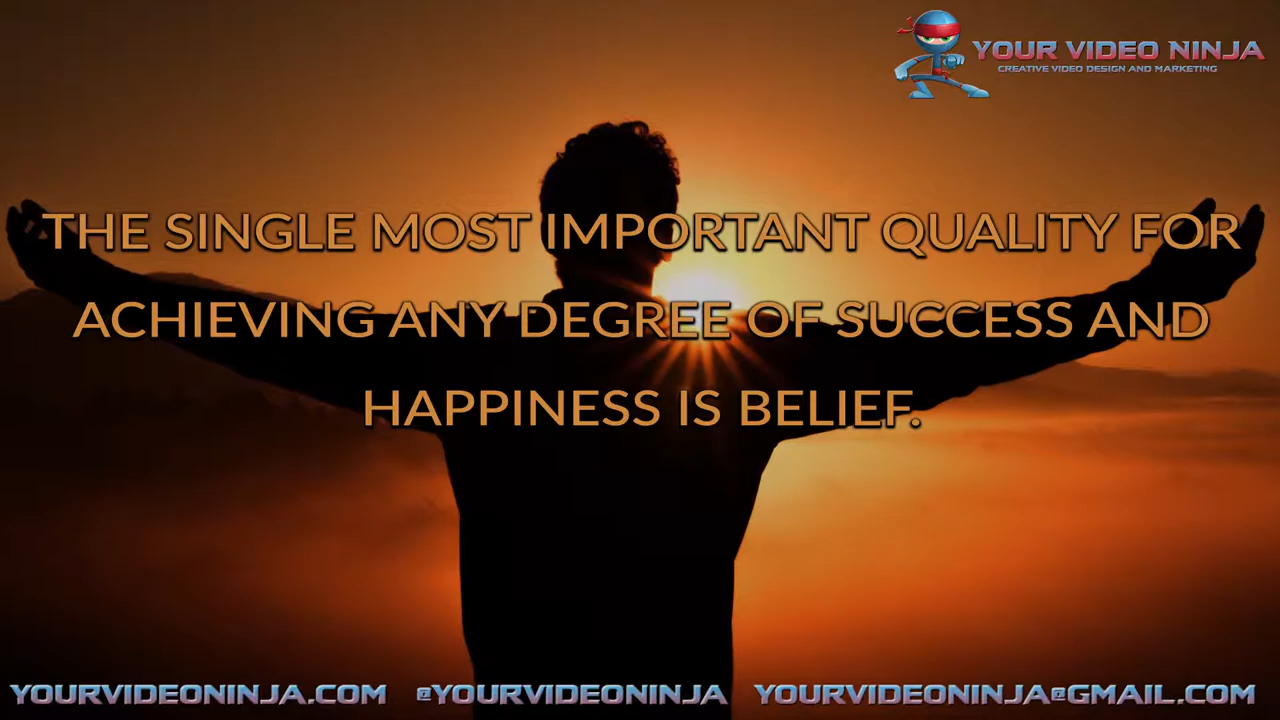 YOUR VIDEO NINJA
CREATIVE VIDEO DESIGN AND MARKETING
THE SINGLE MOST IMPORTANT QUALITY FOR
ACHIEVING ANY DEGREE OF SUCCESS AND
HAPPINESS IS BELIEF.
YOURVIDEONINJA.COM @YOURVIDEONINJA YOURVIDEONINJA@GMAIL.COM